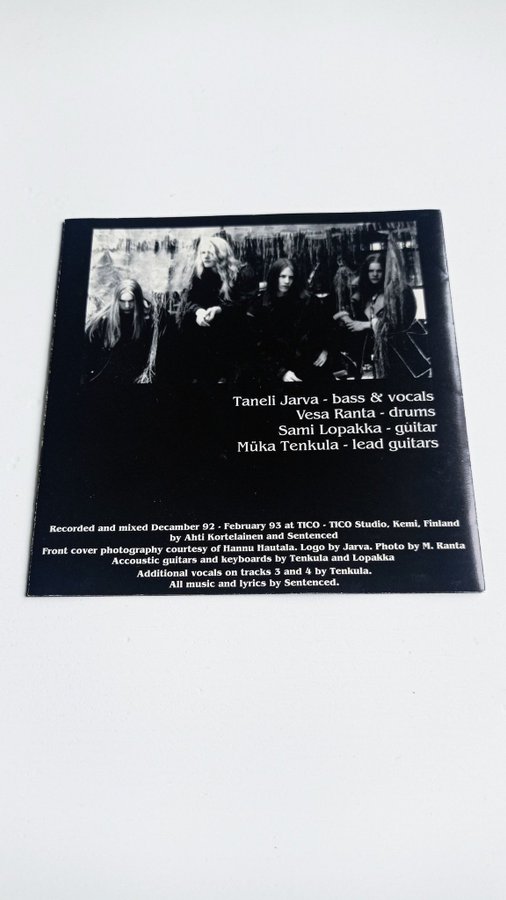 Taneli Jarva - bass & vocals
Vesa Ranta - drums
Sami Lopakka - gùitar
Mūka Tenkula - lead guitars
Recorded and mixed Decamber 92 - February 93 at TICO - TICO Studio, Kemi, Finland
by Ahti Kortelainen and Sentenced
Front cover photography courtesy of Hannu Hautala. Logo by Jarva. Photo by M. Ranta
Accoustic guitars and keyboards by Tenkula and Lopakka
Additional vocals on tracks 3 and 4 by Tenkula.
All music and lyrics by Sentenced.